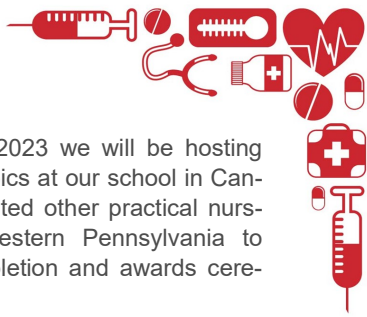 2023 we will be hosting
ics at our school in Can-
ted other practical nurs-
estern Pennsylvania to
letion and awards cere-